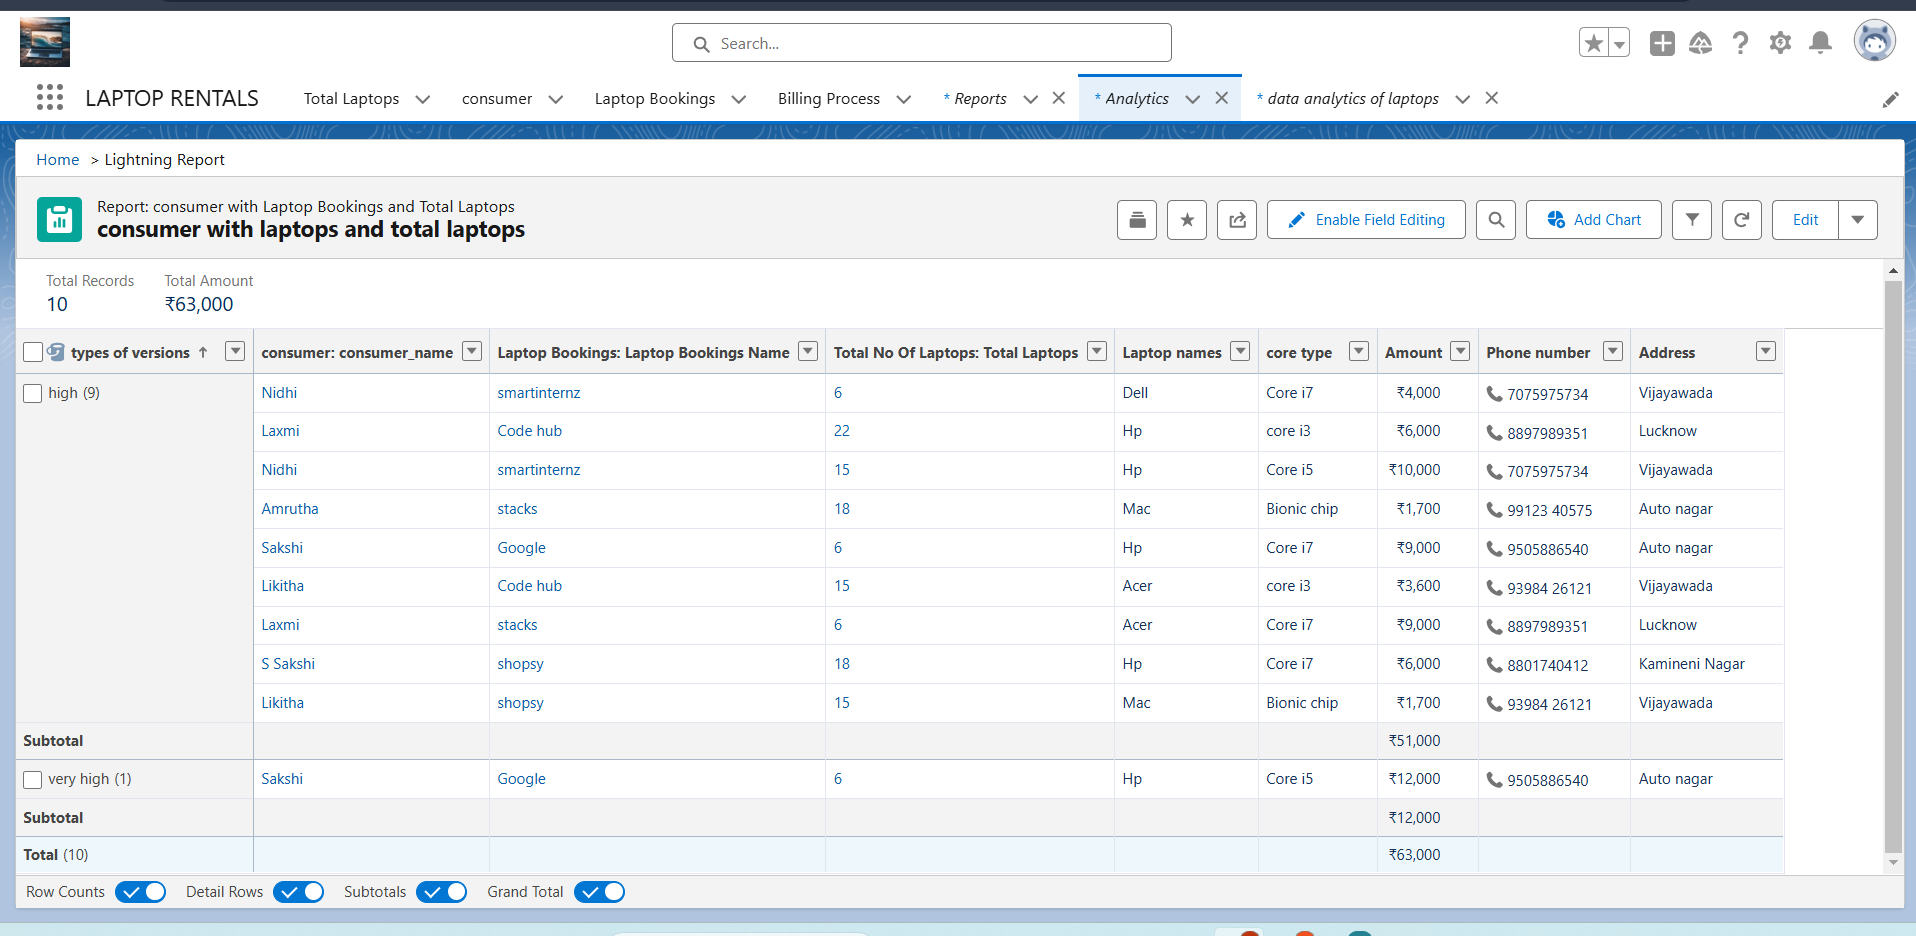 Search...
LAPTOP RENTALS Total Laptops consumer Laptop Bookings Billing Process * Reports * Analytics * data analytics of laptops
Home > Lightning Report
Report: consumer with Laptop Bookings and Total Laptops
consumer with laptops and total laptops
Enable Field Editing Add Chart Edit
Total Records Total Amount
10 ₹63,000
types of versions ↑ consumer: consumer_name Laptop Bookings: Laptop Bookings Name Total No Of Laptops: Total Laptops Laptop names core type Amount Phone number Address
high (9) Nidhi smartinternz 6 Dell Core i7 ₹4,000 7075975734 Vijayawada
Laxmi Code hub 22 Hp core i3 ₹6,000 8897989351 Lucknow
Nidhi smartinternz 15 Hp Core i5 ₹10,000 7075975734 Vijayawada
Amrutha stacks 18 Mac Bionic chip ₹1,700 99123 40575 Auto nagar
Sakshi Google 6 Hp Core i7 ₹9,000 9505886540 Auto nagar
Likitha Code hub 15 Acer core i3 ₹3,600 93984 26121 Vijayawada
Laxmi stacks 6 Acer Core i7 ₹9,000 8897989351 Lucknow
S Sakshi shopsy 18 Hp Core i7 ₹6,000 8801740412 Kamineni Nagar
Likitha shopsy 15 Mac Bionic chip ₹1,700 93984 26121 Vijayawada
Subtotal ₹51,000
very high (1) Sakshi Google 6 Hp Core i5 ₹12,000 9505886540 Auto nagar
Subtotal ₹12,000
Total (10) ₹63,000
Row Counts Detail Rows Subtotals Grand Total